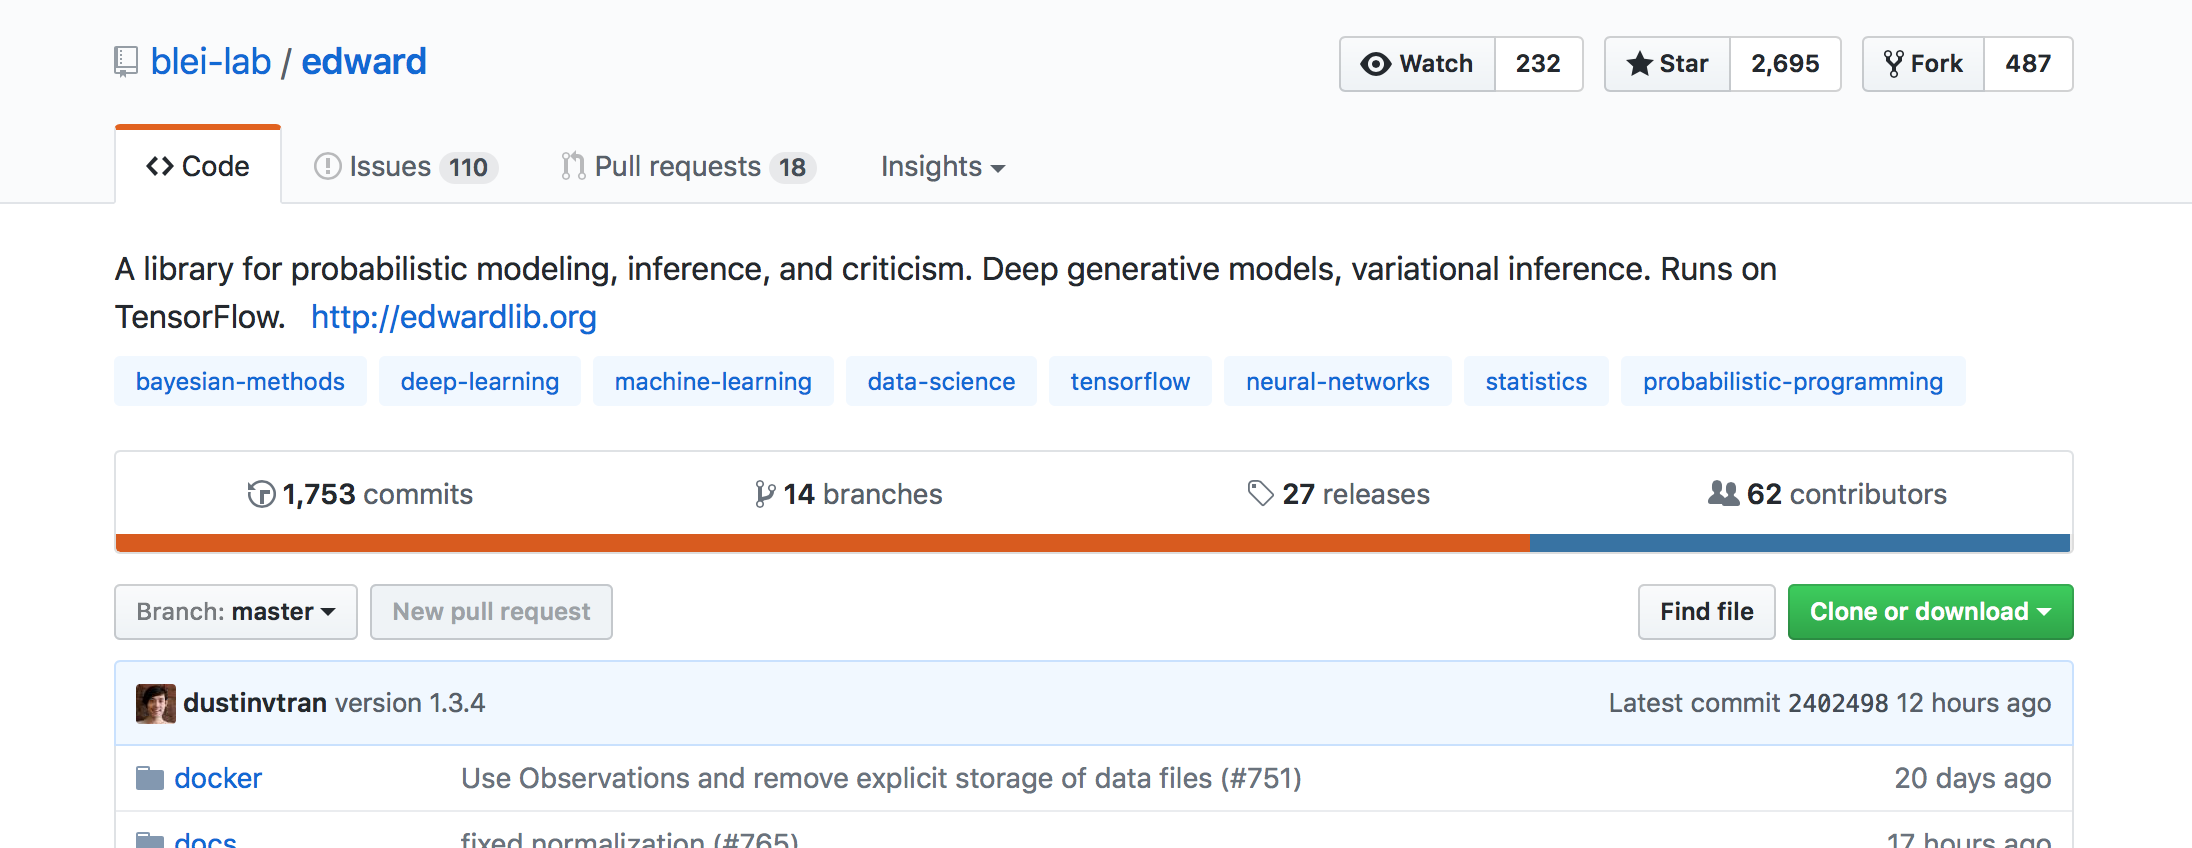 blei-lab / edward
Watch 232 Star 2,695 Fork 487
Code Issues 110 Pull requests 18 Insights
A library for probabilistic modeling, inference, and criticism. Deep generative models, variational inference. Runs on
TensorFlow. http://edwardlib.org
bayesian-methods deep-learning machine-learning data-science tensorflow neural-networks statistics probabilistic-programming
1,753 commits 14 branches 27 releases 62 contributors
Branch: master New pull request Find file Clone or download
dustinvtran version 1.3.4 Latest commit 2402498 12 hours ago
docker Use Observations and remove explicit storage of data files (#751) 20 days ago
docs fixed normalization (#765) 17 hours ago